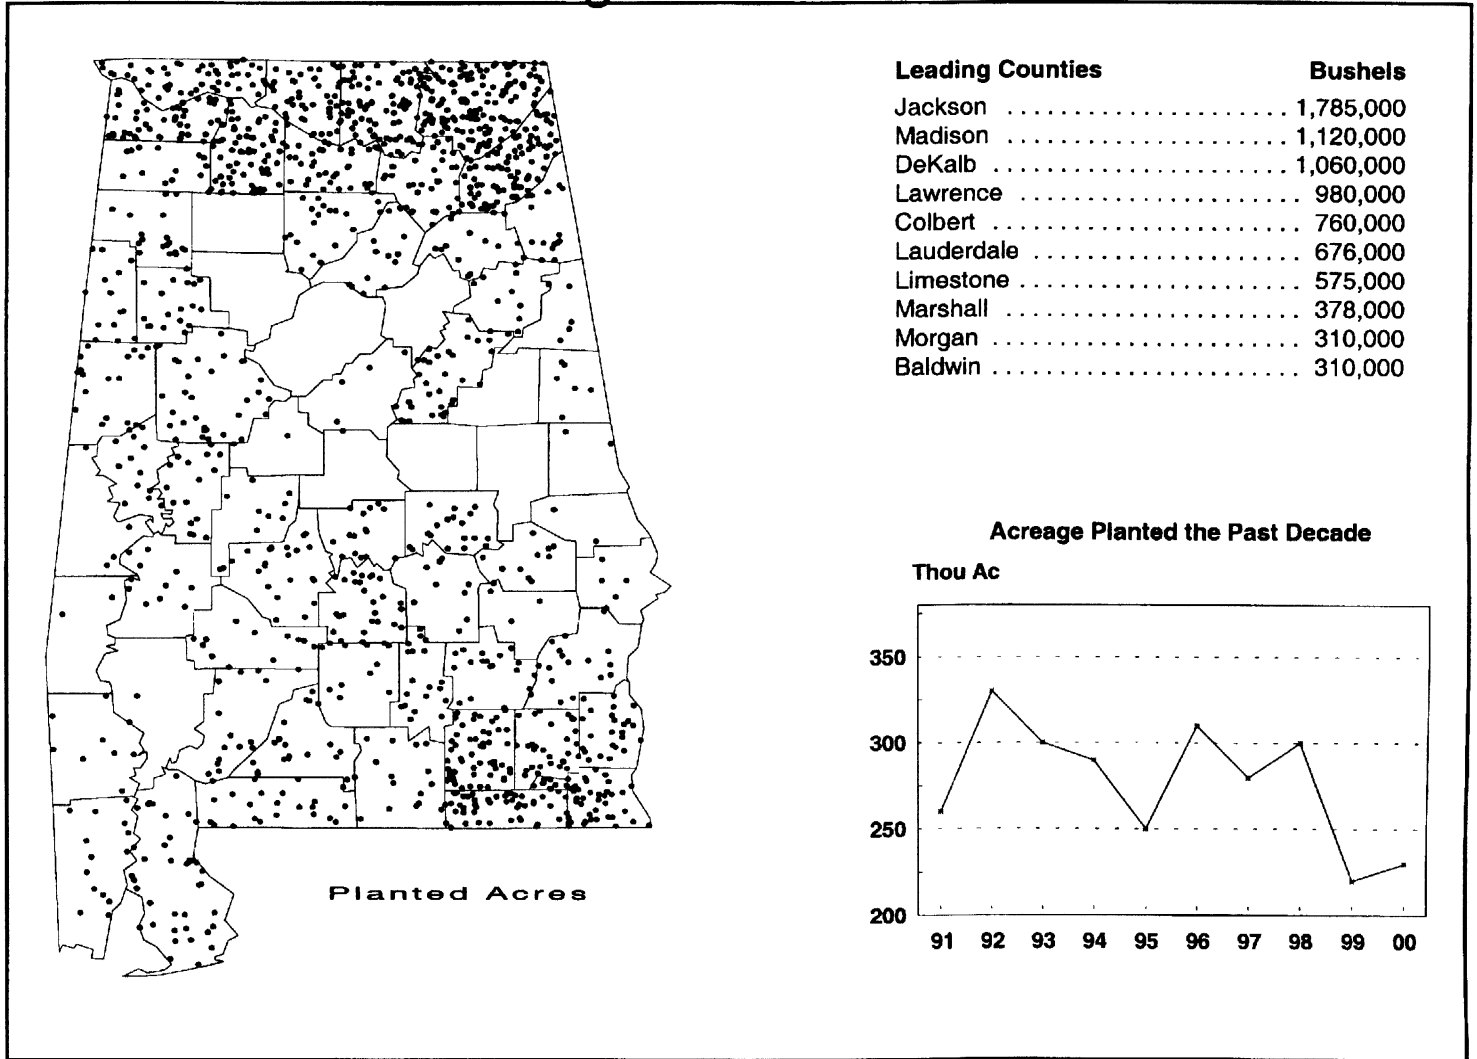 Leading Counties Bushels
Jackson ...................... 1,785,000
Madison ...................... 1,120,000
DeKalb ....................... 1,060,000
Lawrence ...................... 980,000
Colbert ........................ 760,000
Lauderdale ..................... 676,000
Limestone ...................... 575,000
Marshall ....................... 378,000
Morgan ........................ 310,000
Baldwin ........................ 310,000
Acreage Planted the Past Decade
Thou Ac
350
300
250
200
91 92 93 94 95 96 97 98 99 00
Planted Acres